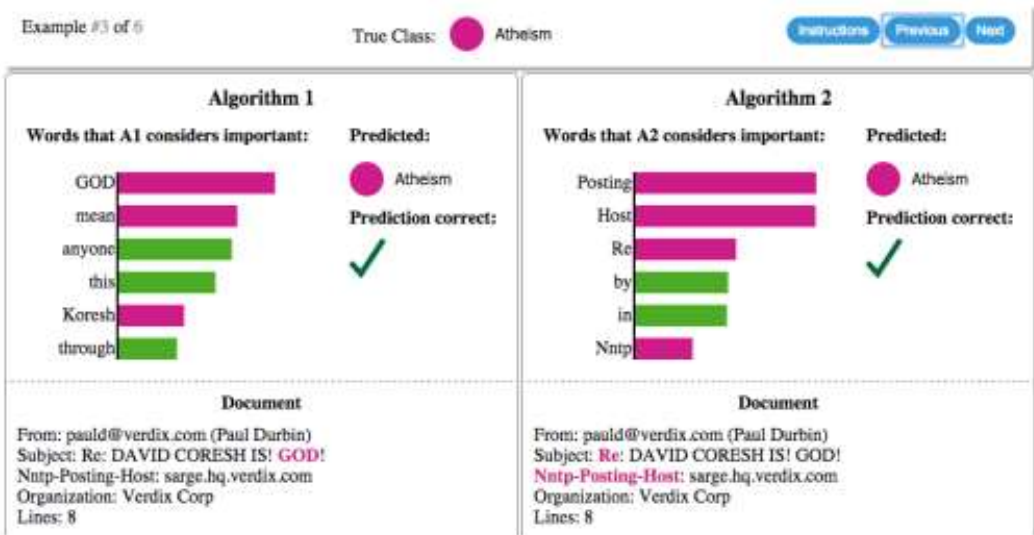 Example #3 of 6
True Class: Atheism
Instructions Previous Next
Algorithm 1
Words that A1 considers important: Predicted:
GOD
mean
anyone
this
Koresh
through
Atheism
Prediction correct:
Document
From: pauld@verdix.com (Paul Durbin)
Subject: Re: DAVID CORESH IS! GOD!
Nntp-Posting-Host: sarge.hq.verdix.com
Organization: Verdix Corp
Lines: 8
Algorithm 2
Words that A2 considers important: Predicted:
Posting
Host
Re
by
in
Nntp
Atheism
Prediction correct:
Document
From: pauld@verdix.com (Paul Durbin)
Subject: Re: DAVID CORESH IS! GOD!
Nntp-Posting-Host: sarge.hq.verdix.com
Organization: Verdix Corp
Lines: 8